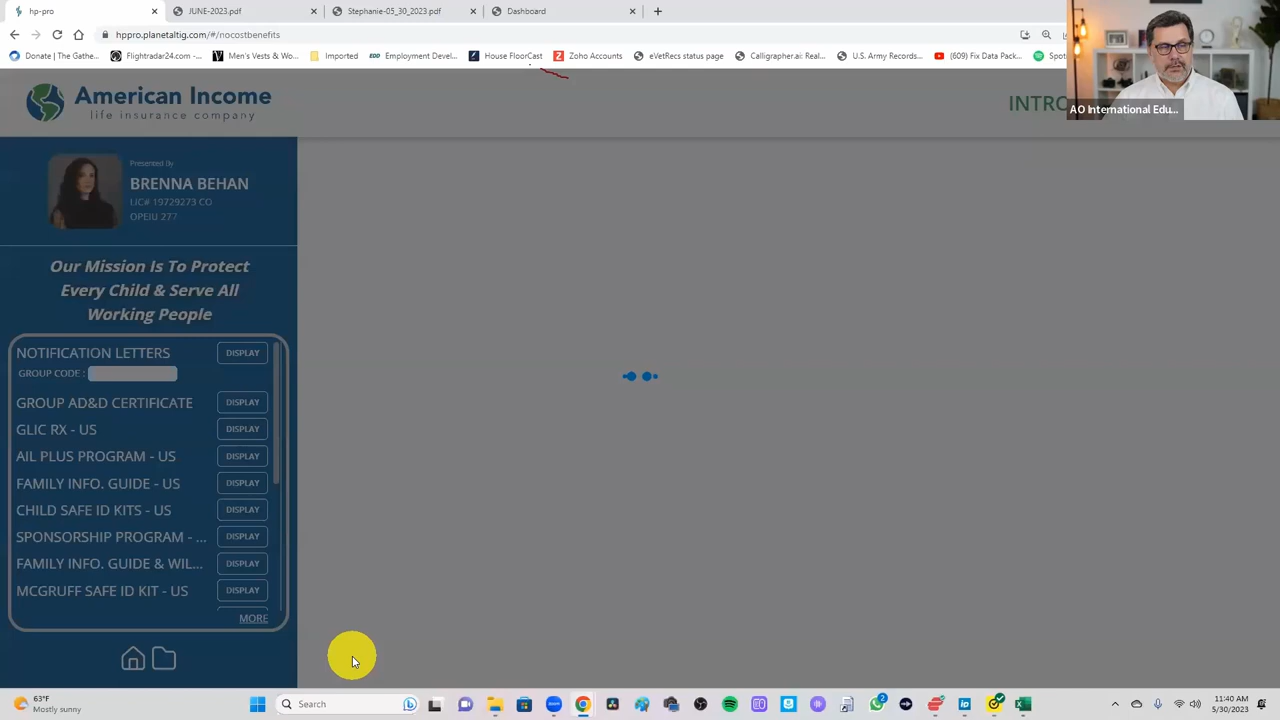 hp-pro
JUNE-2023.pdf
Stephanie-05_30_2023.pdf
Dashboard
hppro.planetaltig.com/#/nocostbenefits
Donate | The Gathe...
Flightradar24.com -...
Men's Vests & Wo...
Imported
EDD
Employment Devel...
House FloorCast
Zoho Accounts
eVetRecs status page
Calligrapher.ai: Real...
U.S. Army Records...
(609) Fix Data Pack...
Spot
American Income
life insurance company
INTRO
AO International Edu...
Presented By
BRENNA BEHAN
LIC# 19729273 CO
OPEIU 277
Our Mission Is To Protect
Every Child & Serve All
Working People
NOTIFICATION LETTERS
DISPLAY
GROUP CODE :
GROUP AD&D CERTIFICATE
DISPLAY
GLIC RX - US
DISPLAY
AIL PLUS PROGRAM - US
DISPLAY
FAMILY INFO. GUIDE - US
DISPLAY
CHILD SAFE ID KITS - US
DISPLAY
SPONSORSHIP PROGRAM - ...
DISPLAY
FAMILY INFO. GUIDE & WIL...
DISPLAY
MCGRUFF SAFE ID KIT - US
DISPLAY
MORE
63°F
Mostly sunny
Search
zoom
2
ip
11:40 AM
5/30/2023